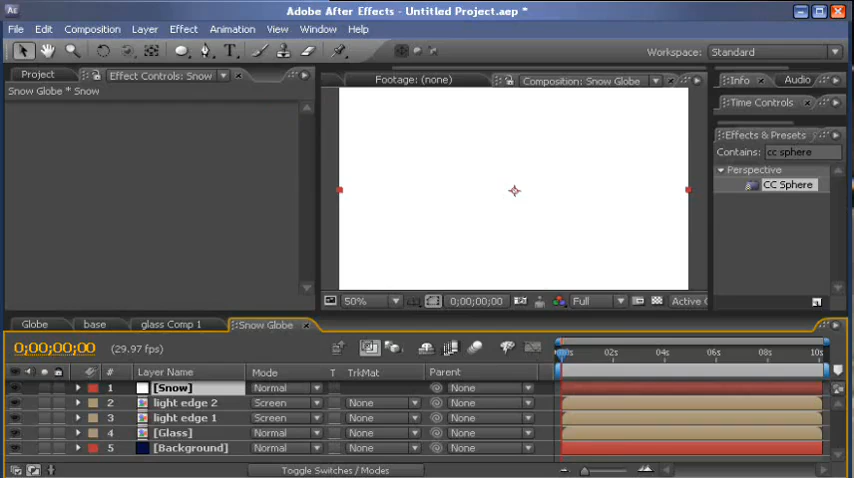 Ae Adobe After Effects - Untitled Project.aep *
File Edit Composition Layer Effect Animation View Window Help
Workspace: Standard
Project Effect Controls: Snow Footage: (none) Composition: Snow Globe Info Audio
Snow Globe * Snow
Time Controls
Effects & Presets
Contains: cc sphere
Perspective
CC Sphere
50% 0;00;00;00 Full Active
Globe base glass Comp 1 Snow Globe
0;00;00;00 (29.97 fps)
02s 04s 06s 08s 10s
# Layer Name Mode T TrkMat Parent
1 [Snow] Normal None
2 light edge 2 Screen None None
3 light edge 1 Screen None None
4 [Glass] Normal None None
5 [Background] Normal None None
Toggle Switches / Modes